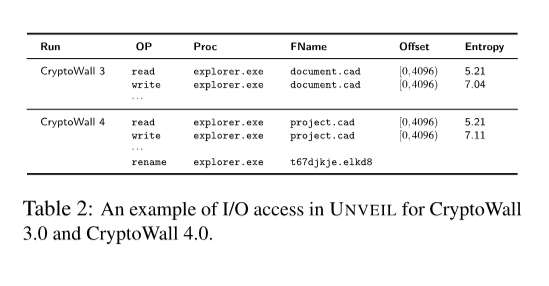 Run OP Proc FName Offset Entropy
CryptoWall 3 read explorer.exe document.cad [0,4096) 5.21
write explorer.exe document.cad [0,4096) 7.04
...
CryptoWall 4 read explorer.exe project.cad [0,4096) 5.21
write explorer.exe project.cad [0,4096) 7.11
...
rename explorer.exe t67djkje.elkd8
Table 2: An example of I/O access in UNVEIL for CryptoWall
3.0 and CryptoWall 4.0.